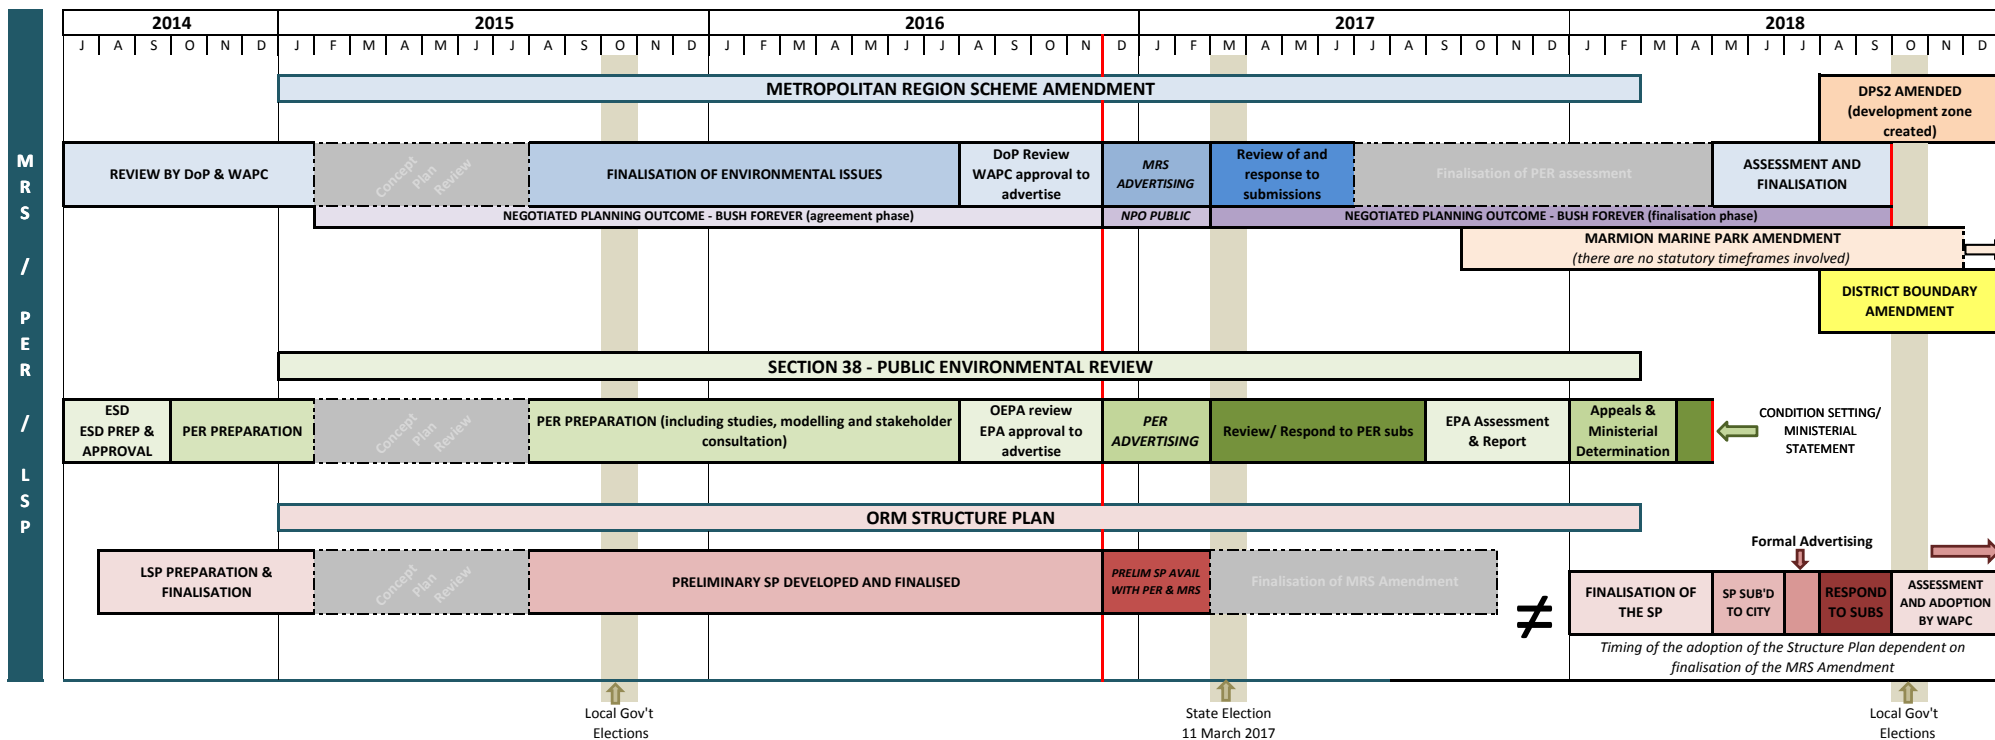 2014 2015 2016 2017 2018
J A S O N D J F M A M J J A S O N D J F M A M J J A S O N D J F M A M J J A S O N D J F M A M J J A S O N D
MRS / PER / LSP
METROPOLITAN REGION SCHEME AMENDMENT
DPS2 AMENDED
(development zone
created)
REVIEW BY DoP & WAPC
Concept
Plan
Review
FINALISATION OF ENVIRONMENTAL ISSUES
DoP Review
WAPC approval to
advertise
MRS
ADVERTISING
Review of and
response to
submissions
Finalisation of PER assessment
ASSESSMENT AND
FINALISATION
NEGOTIATED PLANNING OUTCOME - BUSH FOREVER (agreement phase)
NPO PUBLIC
NEGOTIATED PLANNING OUTCOME - BUSH FOREVER (finalisation phase)
MARMION MARINE PARK AMENDMENT
(there are no statutory timeframes involved)
DISTRICT BOUNDARY
AMENDMENT
SECTION 38 - PUBLIC ENVIRONMENTAL REVIEW
ESD
ESD PREP &
APPROVAL
PER PREPARATION
Concept
Plan
Review
PER PREPARATION (including studies, modelling and stakeholder
consultation)
OEPA review
EPA approval to
advertise
PER
ADVERTISING
Review/ Respond to PER subs
EPA Assessment
& Report
Appeals &
Ministerial
Determination
CONDITION SETTING/
MINISTERIAL
STATEMENT
ORM STRUCTURE PLAN
LSP PREPARATION &
FINALISATION
Concept
Plan
Review
PRELIMINARY SP DEVELOPED AND FINALISED
PRELIM SP AVAIL
WITH PER & MRS
Finalisation of MRS Amendment
≠
Formal Advertising
FINALISATION OF
THE SP
SP SUB'D
TO CITY
RESPOND
TO SUBS
ASSESSMENT
AND ADOPTION
BY WAPC
Timing of the adoption of the Structure Plan dependent on
finalisation of the MRS Amendment
Local Gov't
Elections
State Election
11 March 2017
Local Gov't
Elections